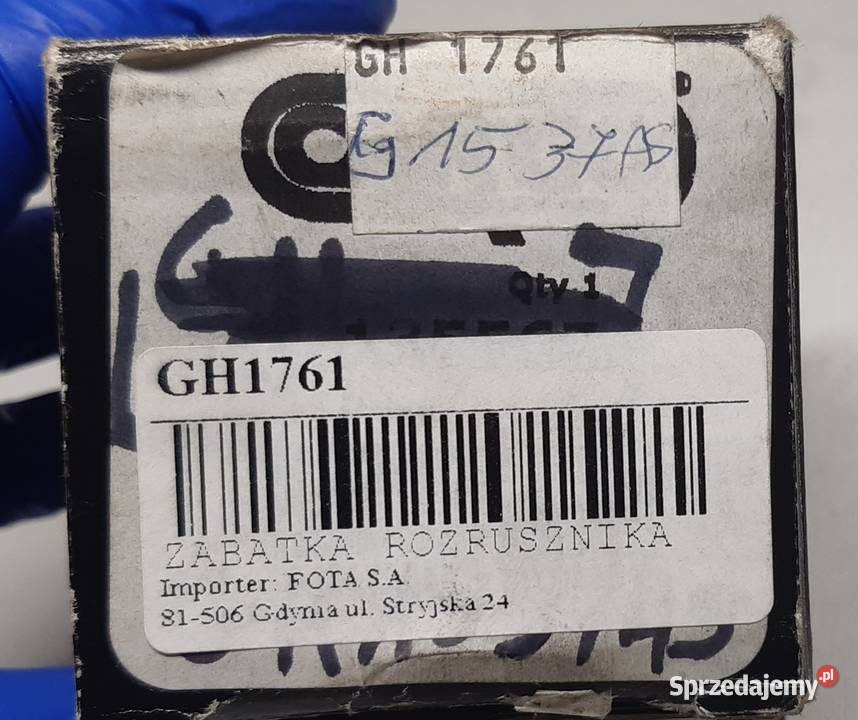 GH 1761
Cg 15 37AS
Qty 1
GH1761
ZABATKA ROZRUSZNIKA
Importer: FOTA S.A.
81-506 Gdynia ul. Stryjska 24
Sprzedajemy.pl